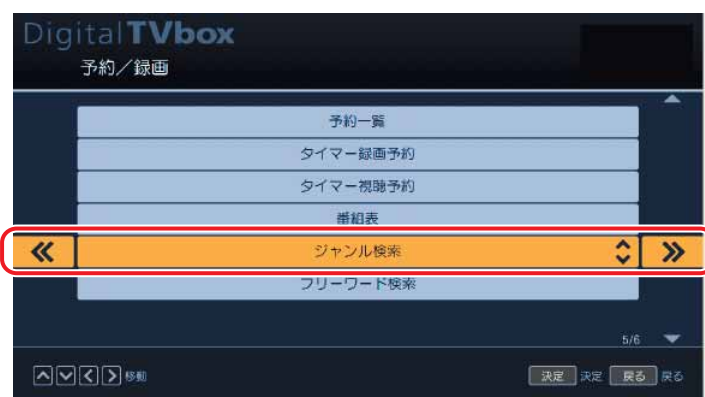 Digital TVbox
予約／録画
予約一覧
タイマー録画予約
タイマー視聴予約
番組表
ジャンル検索
フリーワード検索
5/6
移動 決定 決定 戻る 戻る